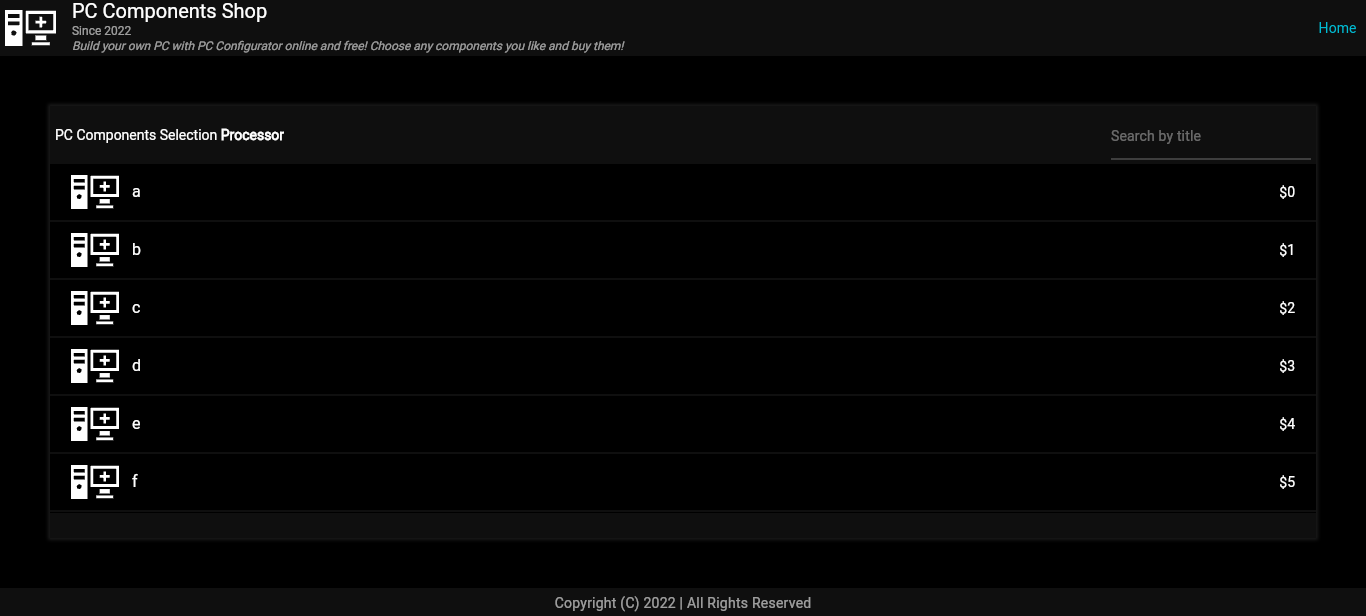 PC Components Shop
Since 2022
Build your own PC with PC Configurator online and free! Choose any components you like and buy them!
Home
PC Components Selection Processor
Search by title
a $0
b $1
c $2
d $3
e $4
f $5
Copyright (C) 2022 | All Rights Reserved